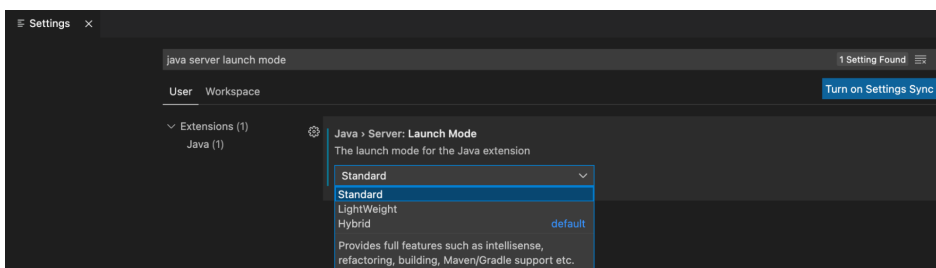 Settings
java server launch mode
1 Setting Found
User Workspace
Turn on Settings Sync
Extensions (1)
Java (1)
Java › Server: Launch Mode
The launch mode for the Java extension
Standard
Standard
LightWeight
Hybrid default
Provides full features such as intellisense,
refactoring, building, Maven/Gradle support etc.